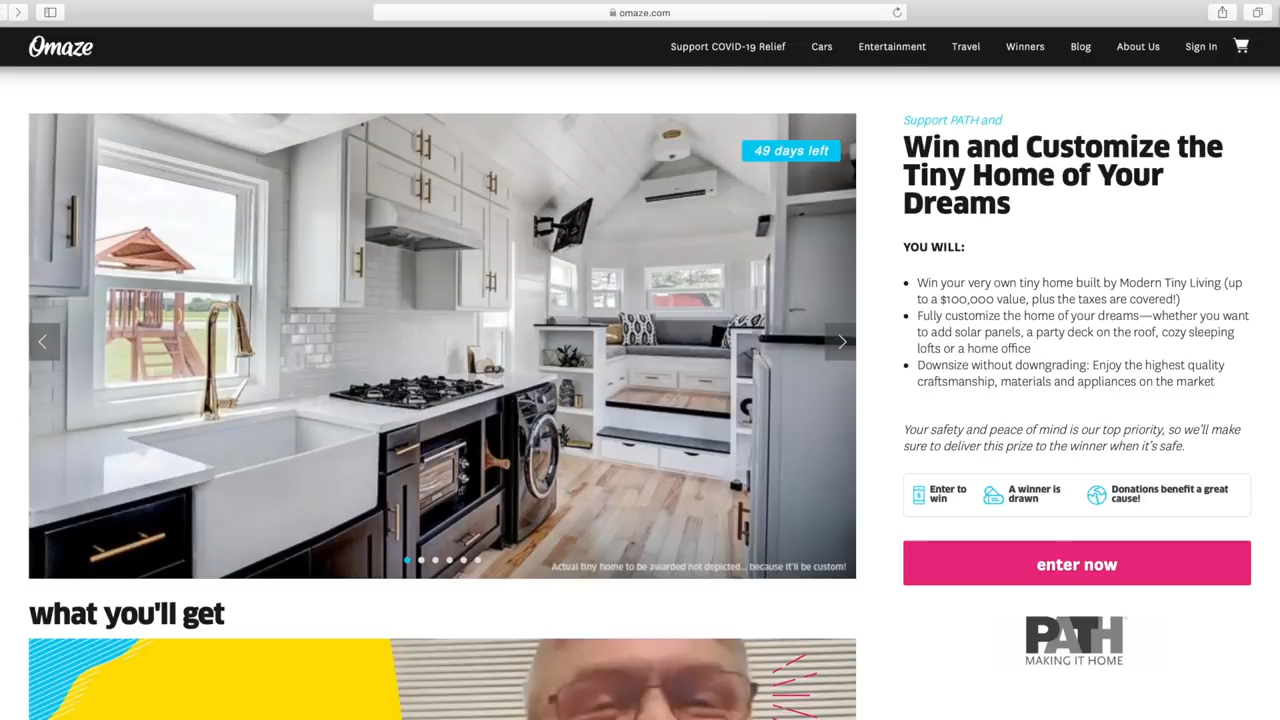 omaze.com
Omaze
Support COVID-19 Relief
Cars
Entertainment
Travel
Winners
Blog
About Us
Sign In
49 days left
Actual tiny home to be awarded not depicted... because it'll be custom!
Support PATH and
Win and Customize the
Tiny Home of Your
Dreams
YOU WILL:
Win your very own tiny home built by Modern Tiny Living (up
to a $100,000 value, plus the taxes are covered!)
Fully customize the home of your dreams—whether you want
to add solar panels, a party deck on the roof, cozy sleeping
lofts or a home office
Downsize without downgrading: Enjoy the highest quality
craftsmanship, materials and appliances on the market
Your safety and peace of mind is our top priority, so we'll make
sure to deliver this prize to the winner when it's safe.
Enter to
win
A winner is
drawn
Donations benefit a great
cause!
enter now
PATH
MAKING IT HOME
what you'll get